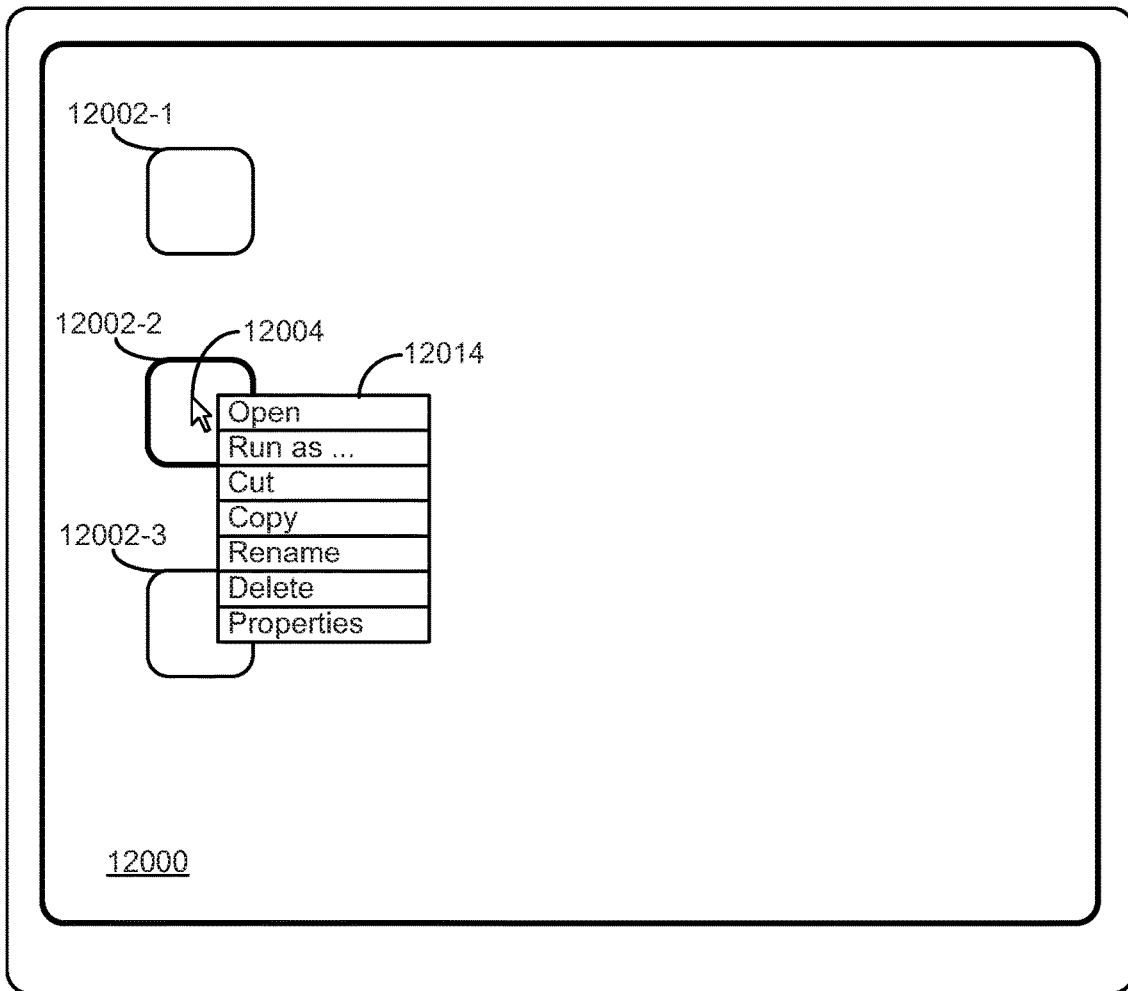 12002-1
12002-2
12004
12014
Open
Run as ...
Cut
Copy
12002-3
Rename
Delete
Properties
12000